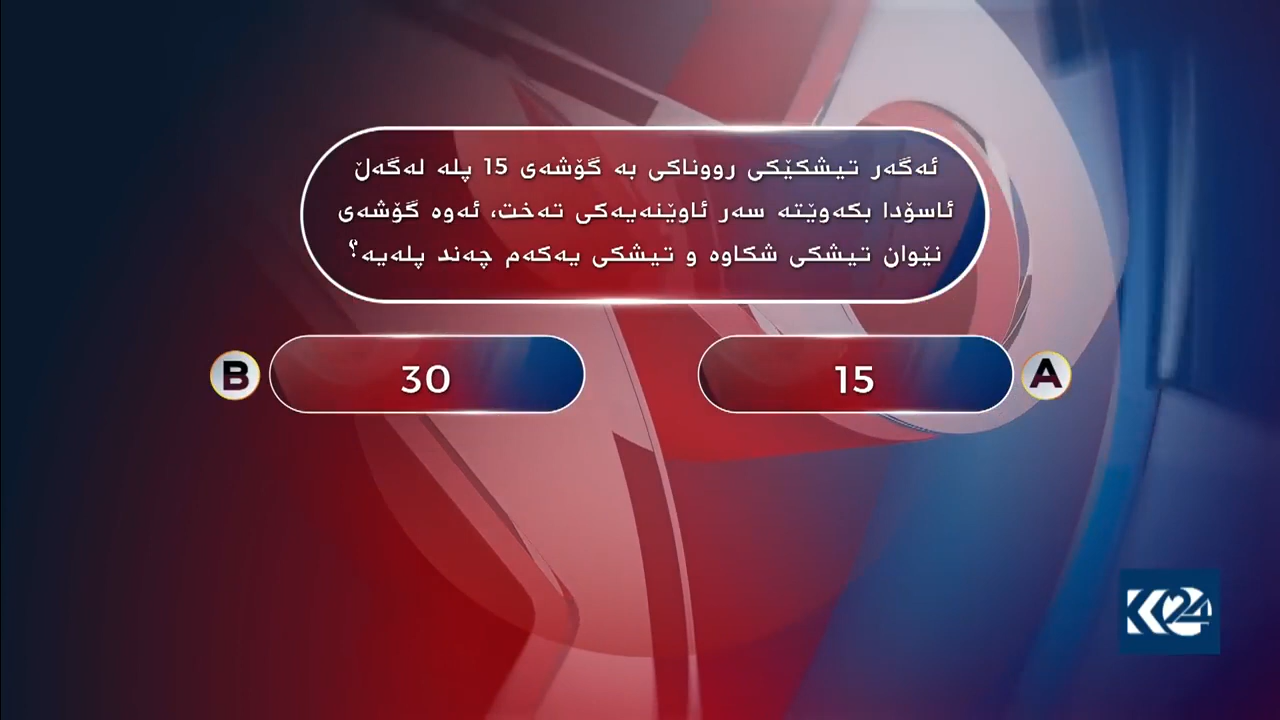 ئەگەر تیشکێکی رووناکی بە گۆشەی 15 پلە لەگەڵ
ئاسۆدا بکەوێتە سەر ئاوێنەیەکی تەخت، ئەوە گۆشەی
نێوان تیشکی شکاوە و تیشکی یەکەم چەند پلەیە؟
A 15
B 30
K24